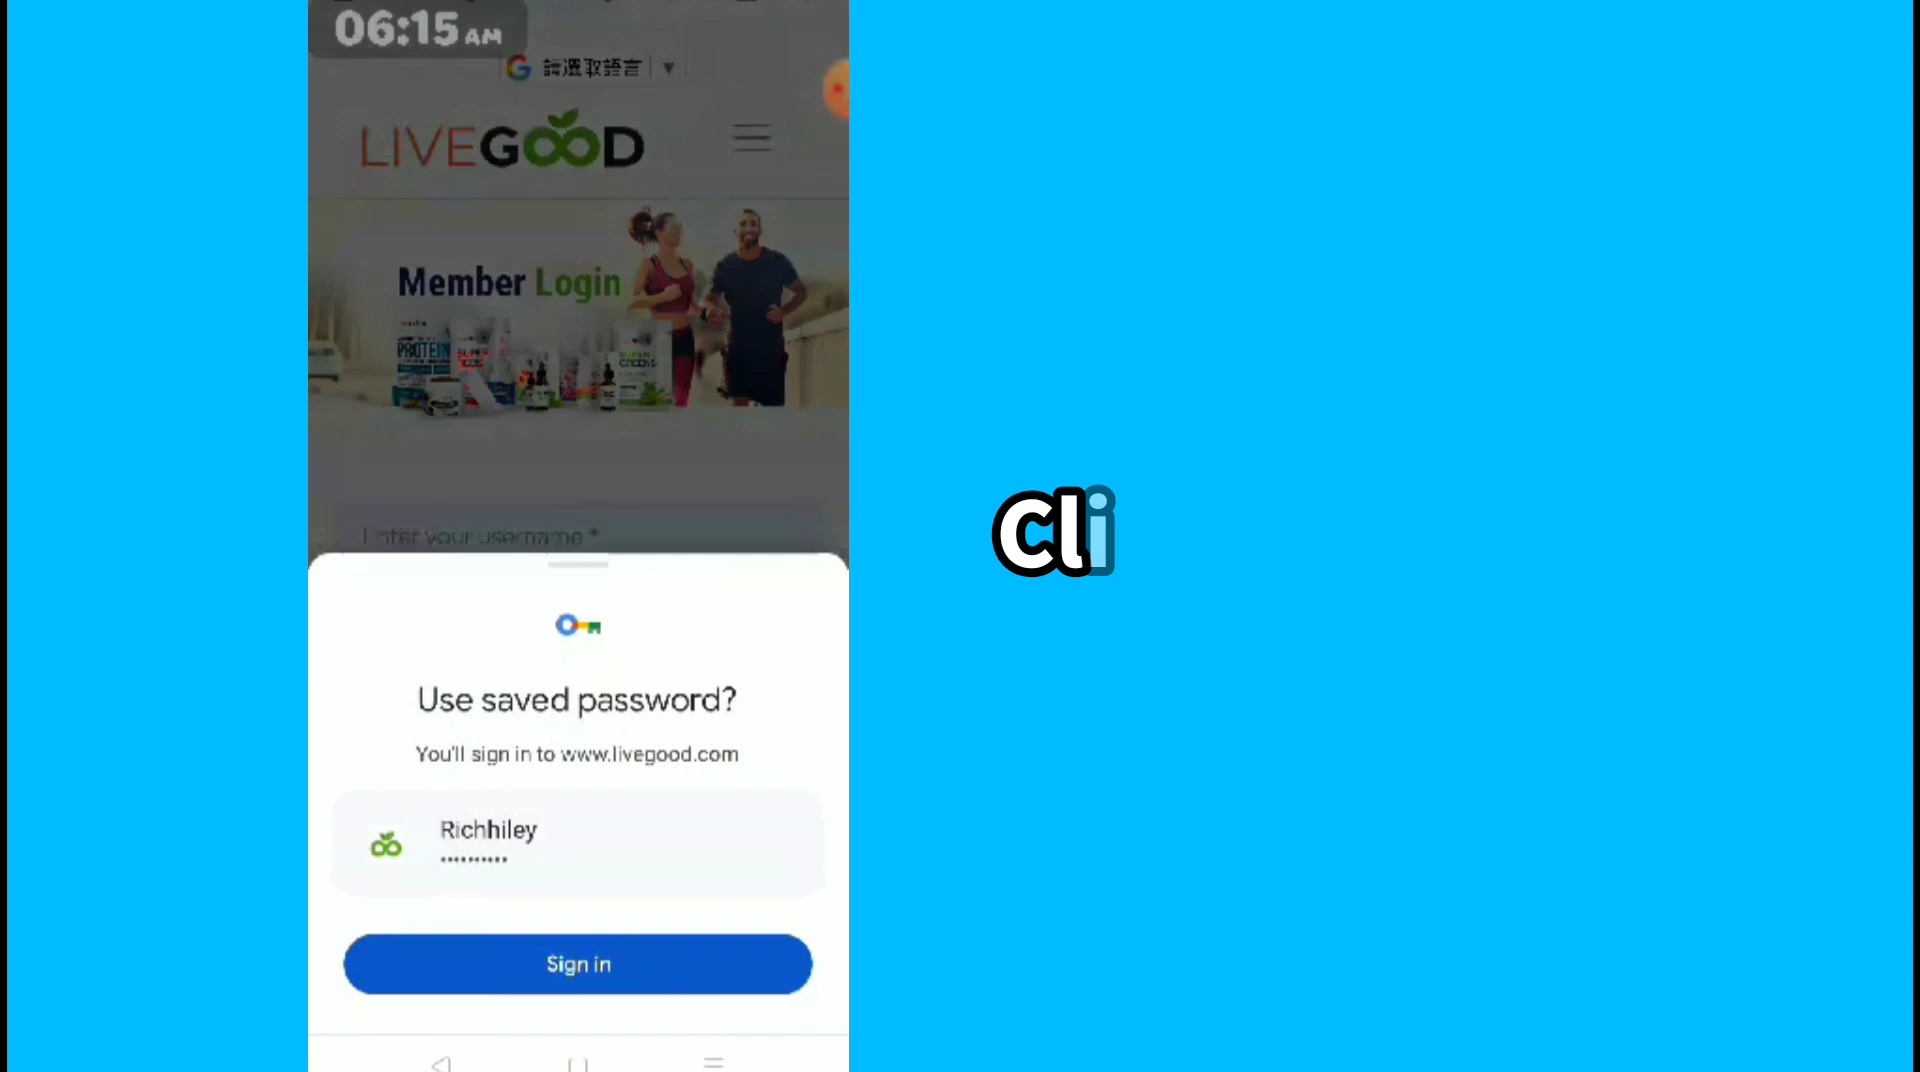 06:15 AM
請選取語言 ▼
LIVEGOOD
Member Login
PROTEIN
GREENS
Enter your username *
Use saved password?
You'll sign in to www.livegood.com
Richhiley
••••••••••
Sign in
Cli